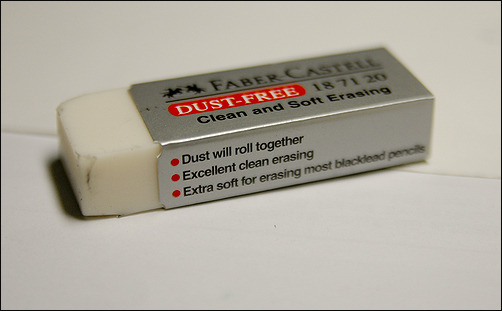 FABER-CASTELL
DUST-FREE 18 71 20
Clean and Soft Erasing
Dust will roll together
Excellent clean erasing
Extra soft for erasing most blacklead pencils